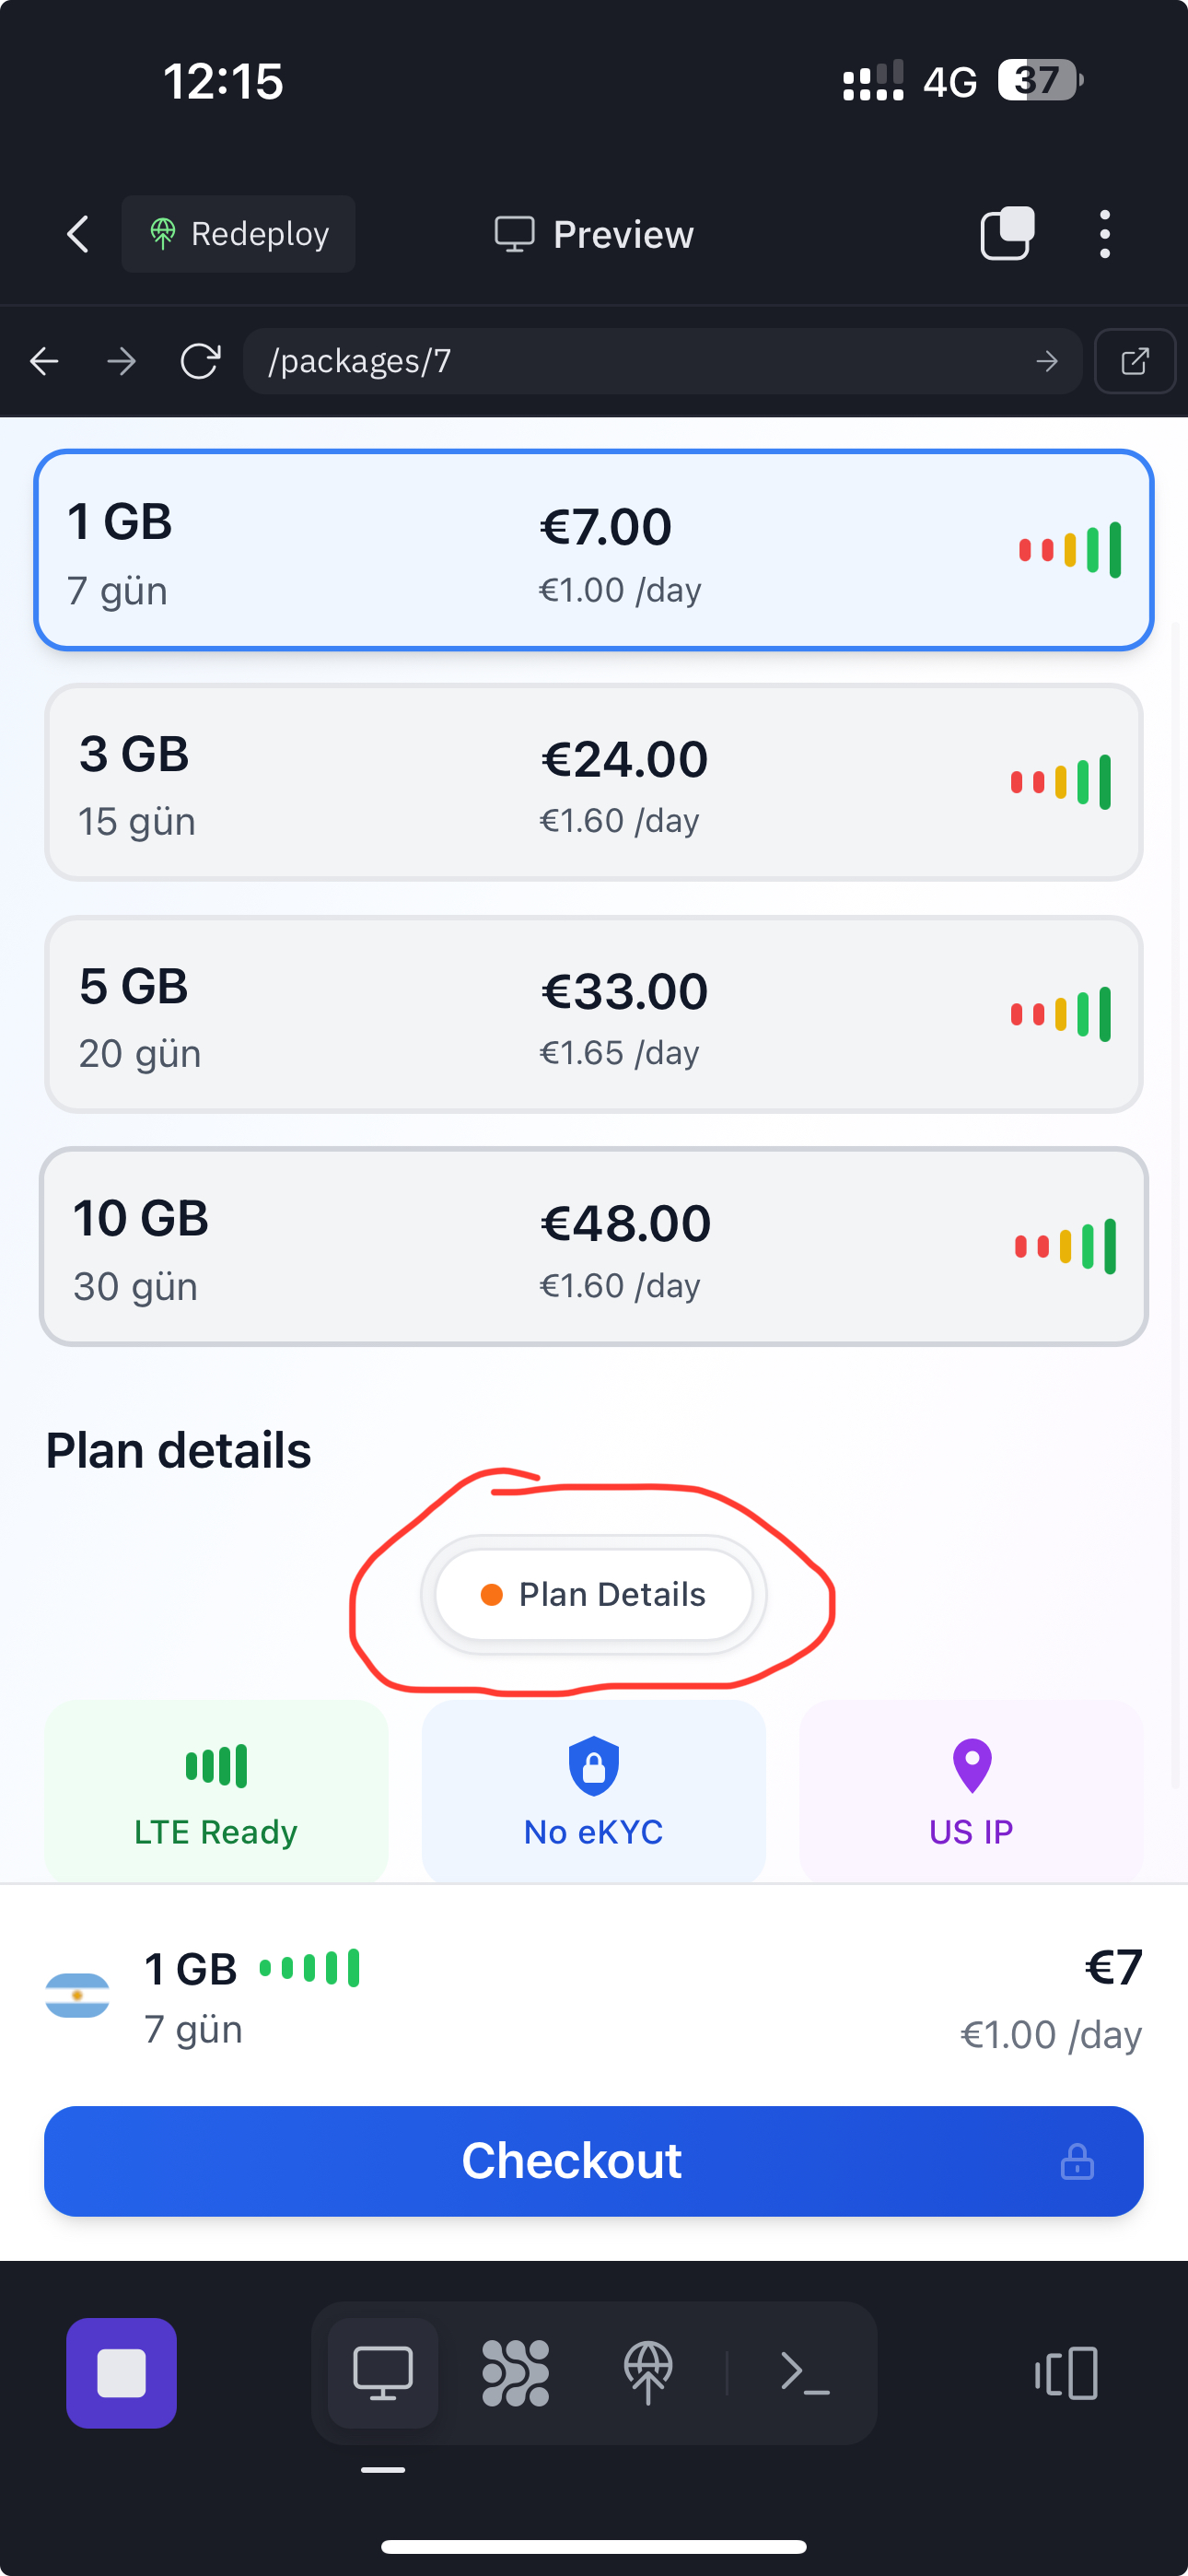 12:15
4G 37
Redeploy
Preview
/packages/7
1 GB
€7.00
7 gün
€1.00 /day
3 GB
€24.00
15 gün
€1.60 /day
5 GB
€33.00
20 gün
€1.65 /day
10 GB
€48.00
30 gün
€1.60 /day
Plan details
Plan Details
LTE Ready
No eKYC
US IP
1 GB
€7
7 gün
€1.00 /day
Checkout